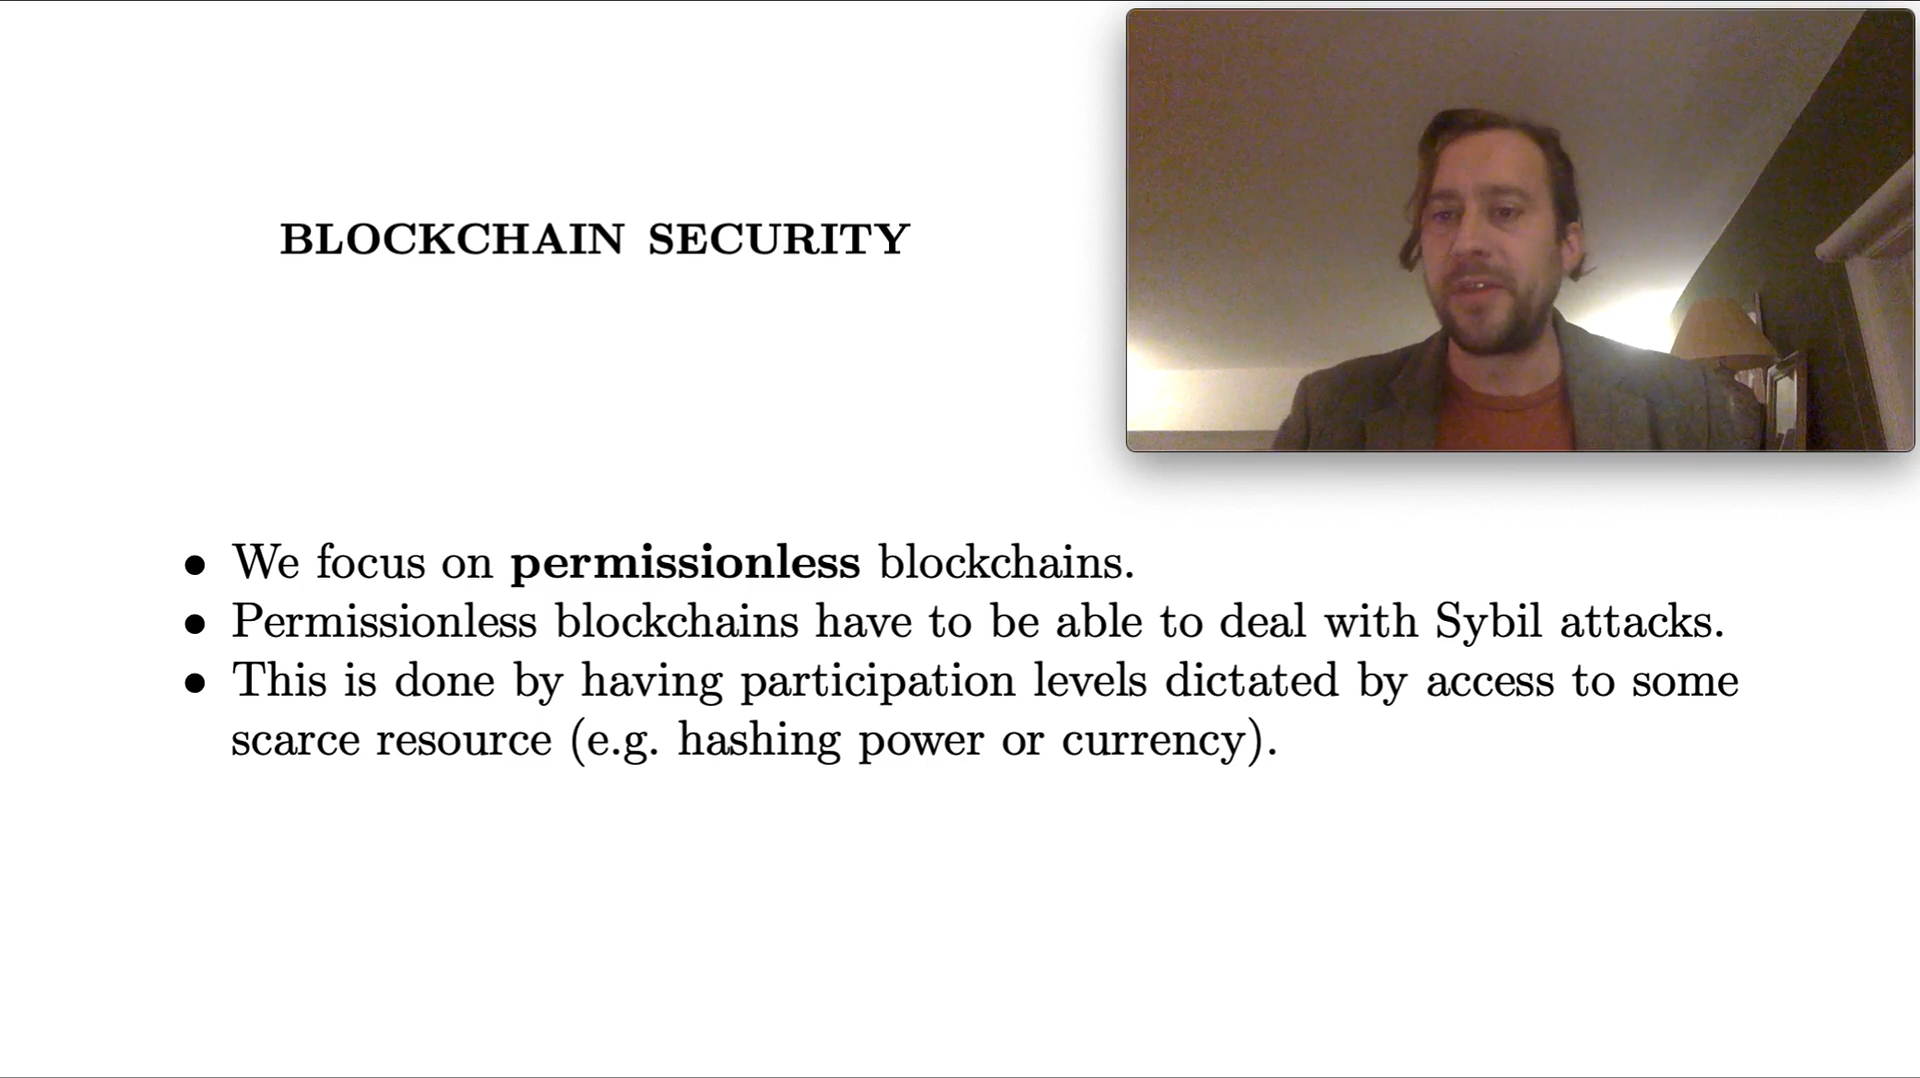 BLOCKCHAIN SECURITY
• We focus on permissionless blockchains.
• Permissionless blockchains have to be able to deal with Sybil attacks.
• This is done by having participation levels dictated by access to some
scarce resource (e.g. hashing power or currency).